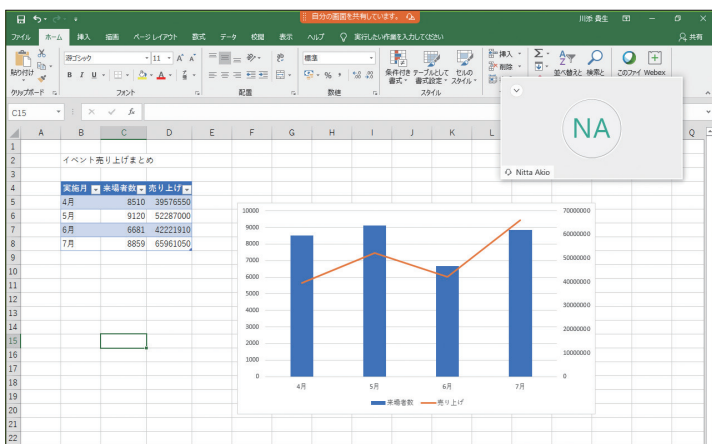 自分の画面を共有しています。
川添 貴生
ファイル ホーム 挿入 描画 ページ レイアウト 数式 データ 校閲 表示 ヘルプ 実行したい作業を入力してください 共有
貼り付け
游ゴシック 11 A A
B I U
標準
% ,
条件付き書式 テーブルとして書式設定 セルのスタイル
挿入
削除
並べ替えと 検索と このファイ Webex
クリップボード フォント 配置 数値 スタイル
C15 fx
A B C D E F G H I J K L Q
NA
Nitta Akio
1
2 イベント売り上げまとめ
3
4 実施月 来場者数 売り上げ
5 4月 8510 39576550
6 5月 9120 52287000
7 6月 6681 42221910
8 7月 8859 65961050
9
10
11
12
13
14
15
16
17
18
19
20
21
22
10000 70000000
9000
8000 60000000
7000 50000000
6000
5000 40000000
4000 30000000
3000 20000000
2000
1000 10000000
0 0
4月 5月 6月 7月
来場者数 売り上げ